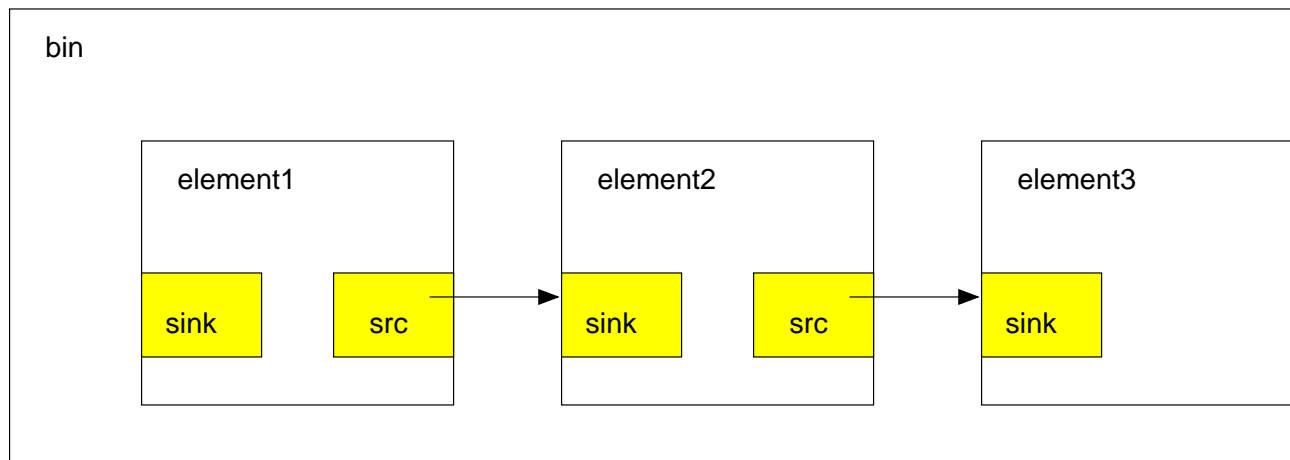 bin
element1
element2
element3
sink
src
sink
src
sink